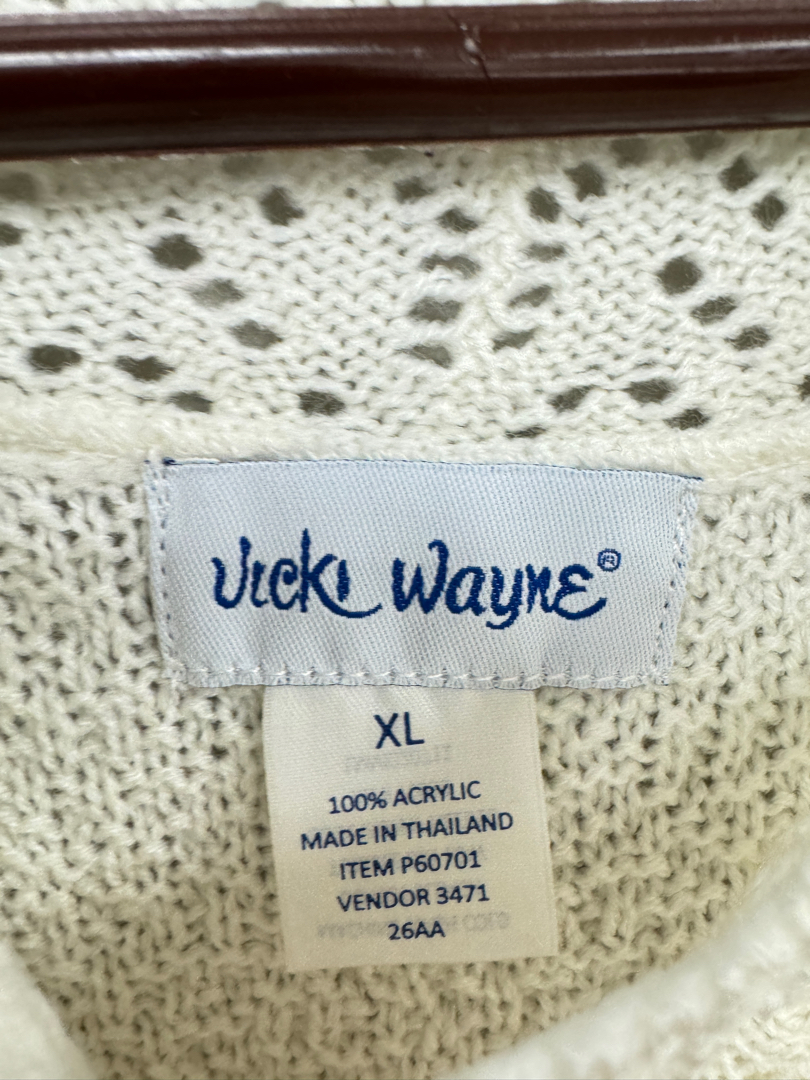 Vicki Wayne®
XL
100% ACRYLIC
MADE IN THAILAND
ITEM P60701
VENDOR 3471
26AA